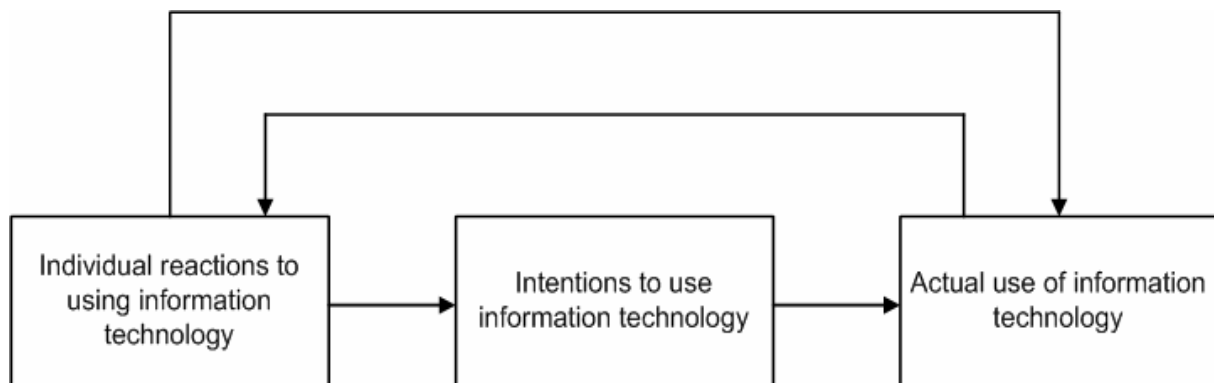 Individual reactions to
using information
technology
Intentions to use
information technology
Actual use of information
technology